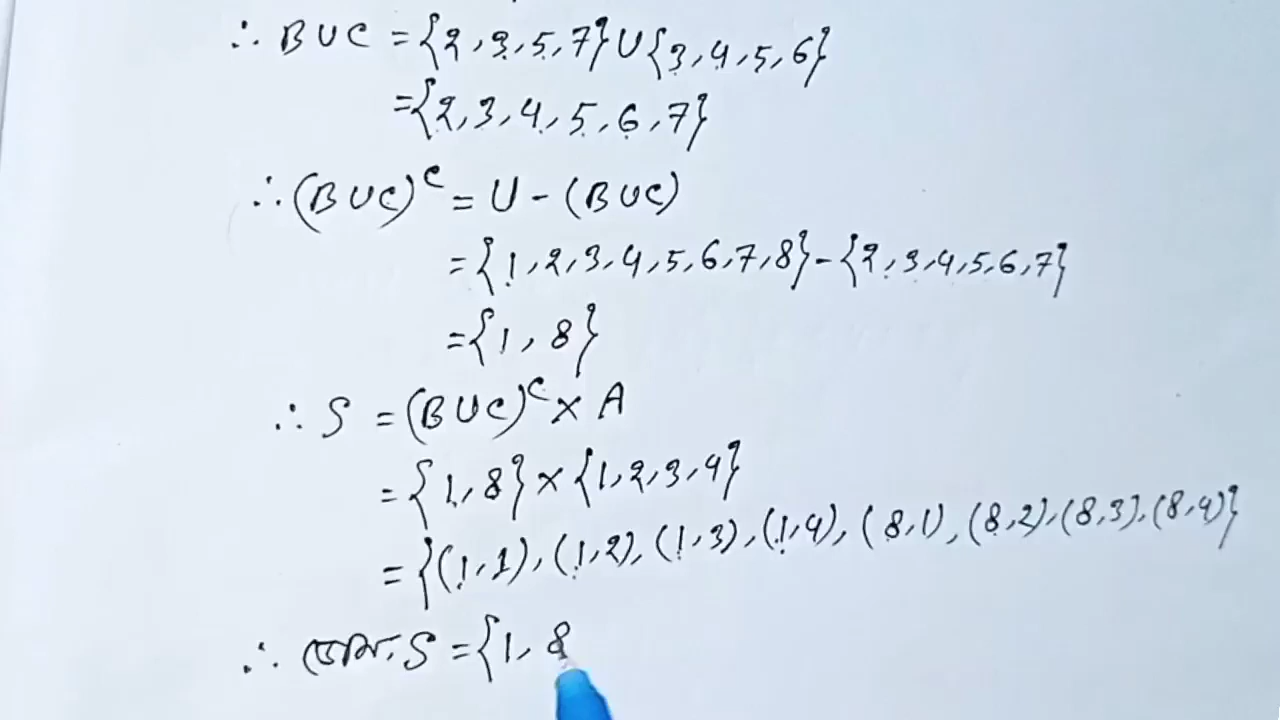 ∴ B∪C = {2, 3, 5, 7}∪{3, 4, 5, 6}
= {2, 3, 4, 5, 6, 7}
∴ (B∪C)ᶜ = U - (B∪C)
= {1, 2, 3, 4, 5, 6, 7, 8} - {2, 3, 4, 5, 6, 7}
= {1, 8}
∴ S = (B∪C)ᶜ × A
= {1, 8} × {1, 2, 3, 4}
= {(1, 1), (1, 2), (1, 3), (1, 4), (8, 1), (8, 2), (8, 3), (8, 4)}
∴ ডোম. S = {1, 8